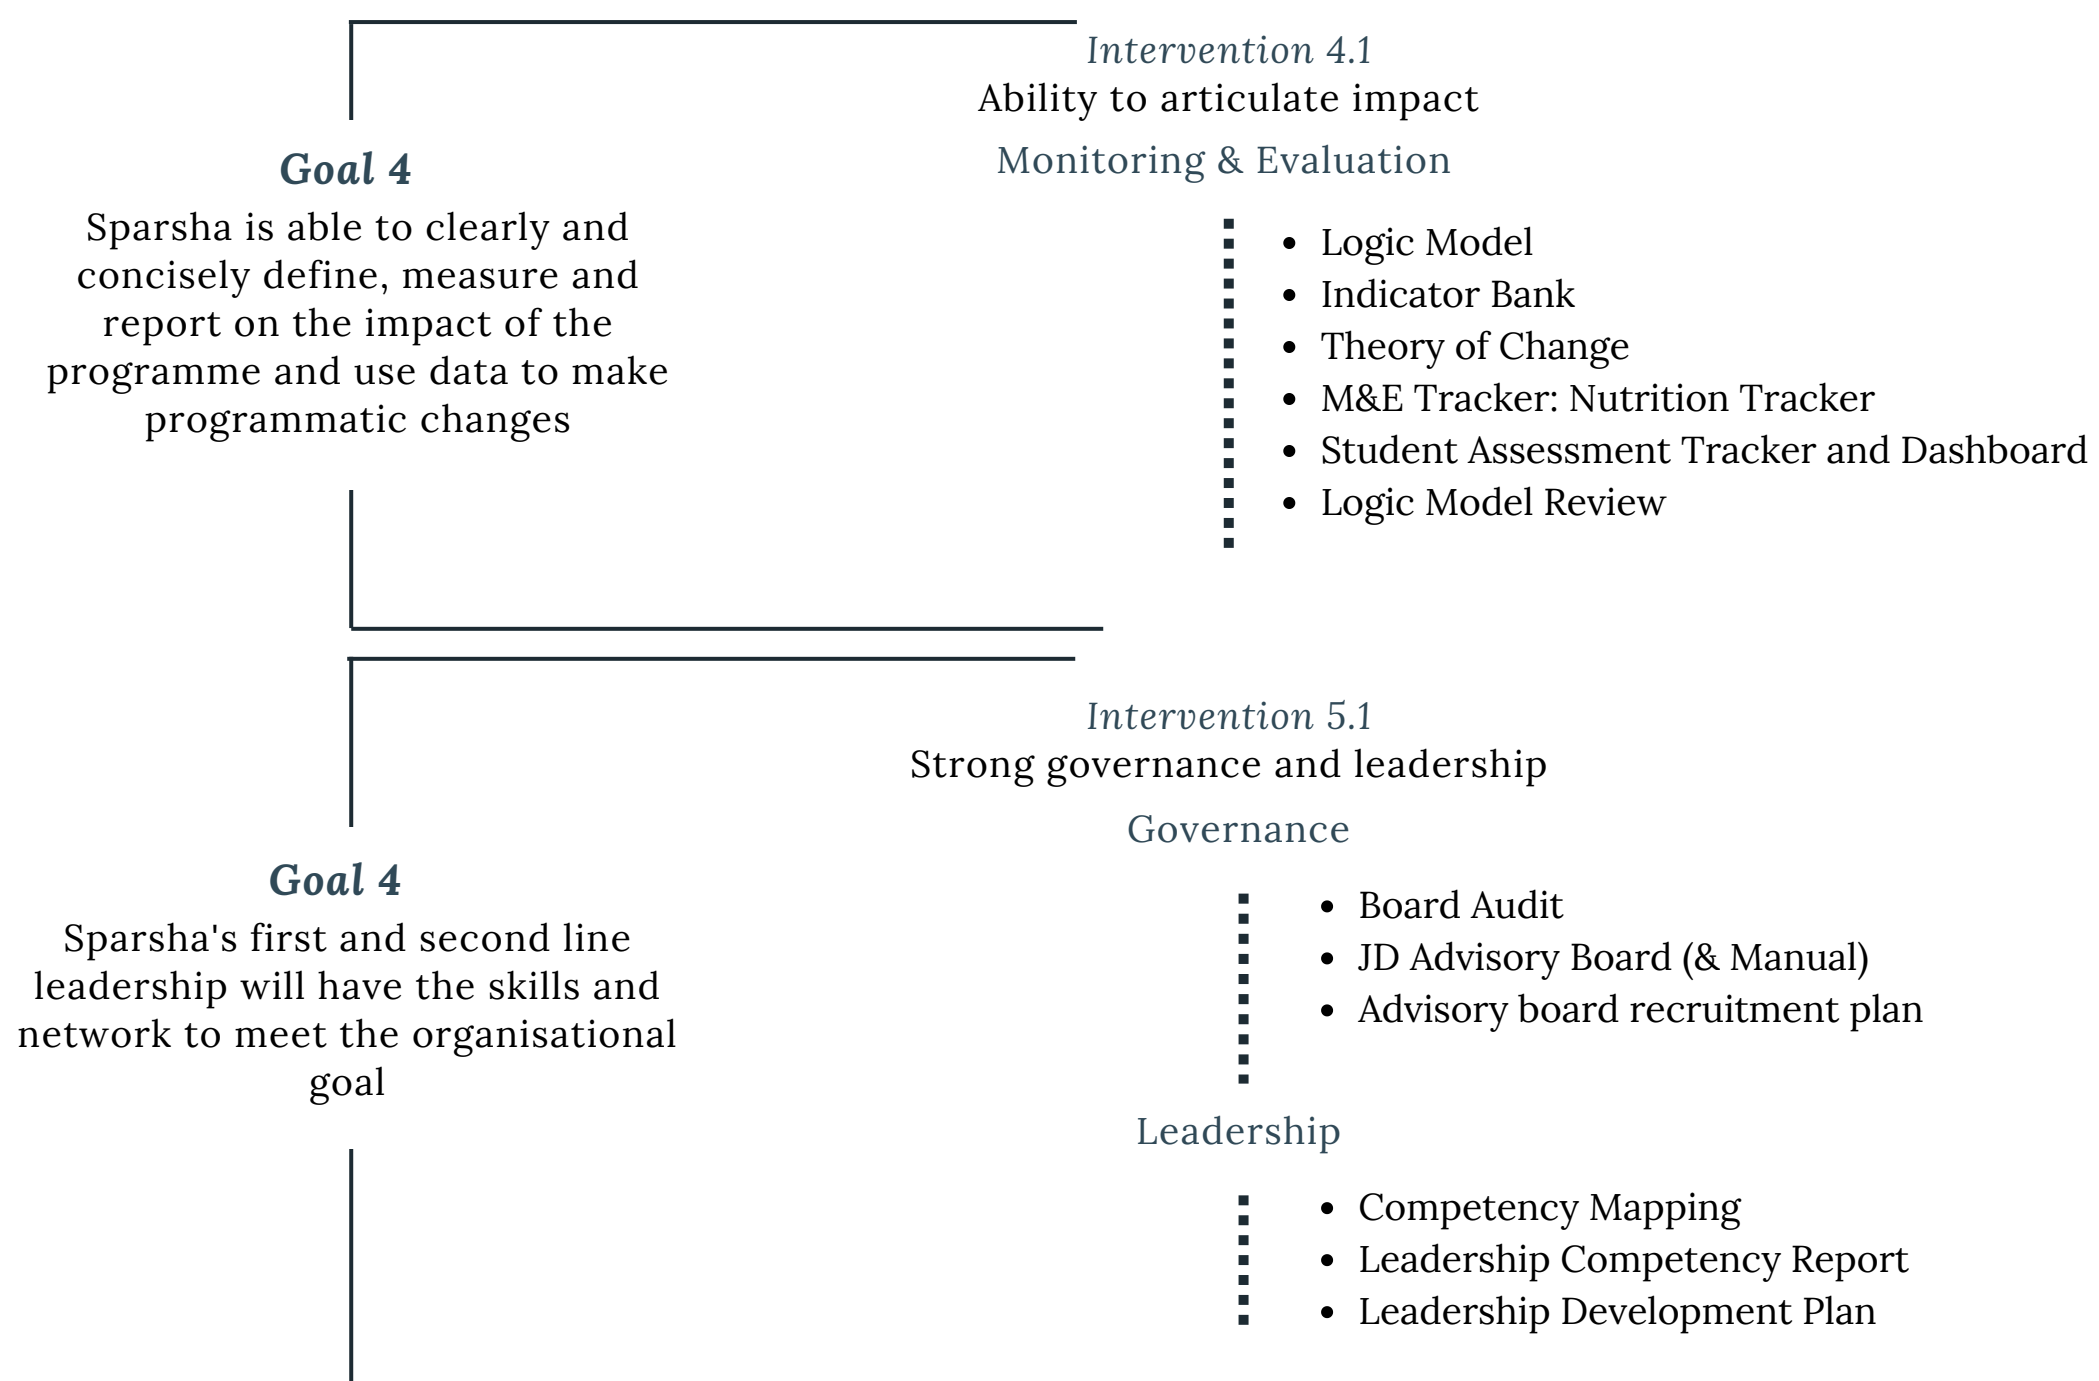 Goal 4
Sparsha is able to clearly and
concisely define, measure and
report on the impact of the
programme and use data to make
programmatic changes
Intervention 4.1
Ability to articulate impact
Monitoring & Evaluation
• Logic Model
• Indicator Bank
• Theory of Change
• M&E Tracker: Nutrition Tracker
• Student Assessment Tracker and Dashboard
• Logic Model Review
Goal 4
Sparsha's first and second line
leadership will have the skills and
network to meet the organisational
goal
Intervention 5.1
Strong governance and leadership
Governance
• Board Audit
• JD Advisory Board (& Manual)
• Advisory board recruitment plan
Leadership
• Competency Mapping
• Leadership Competency Report
• Leadership Development Plan